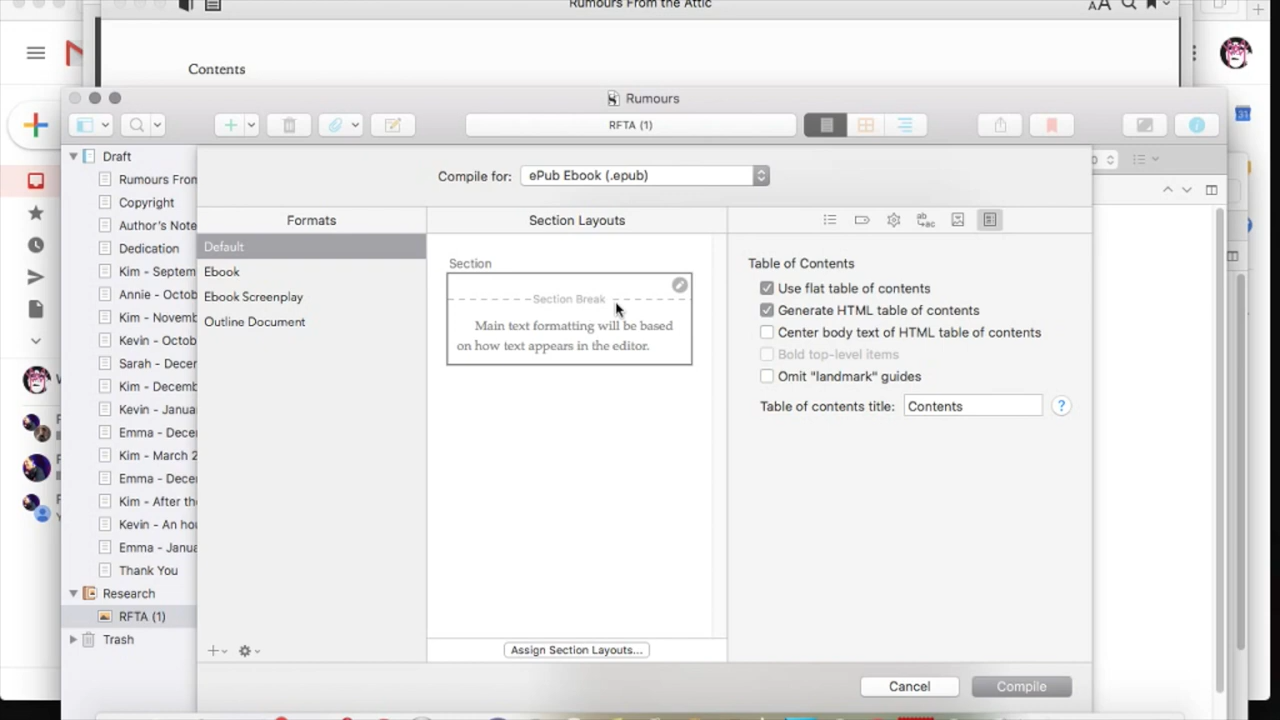 Rumours From the Attic
AA
Contents
Rumours
RFTA (1)
Draft
Rumours From
Copyright
Author's Note
Dedication
Kim - Septem
Annie - Octob
Kim - Novemb
Kevin - Octob
Sarah - Decer
Kim - Decemb
Kevin - Janua
Emma - Dece
Kim - March 2
Emma - Dece
Kim - After the
Kevin - An hou
Emma - Janua
Thank You
Research
RFTA (1)
Trash
Compile for: ePub Ebook (.epub)
Formats
Default
Ebook
Ebook Screenplay
Outline Document
Section Layouts
Section
Section Break
Main text formatting will be based
on how text appears in the editor.
Assign Section Layouts...
Table of Contents
Use flat table of contents
Generate HTML table of contents
Center body text of HTML table of contents
Bold top-level items
Omit "landmark" guides
Table of contents title: Contents ?
Cancel
Compile